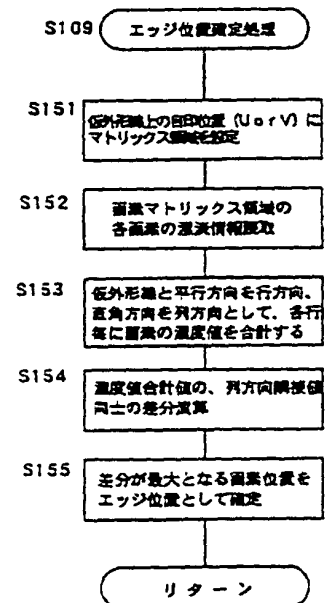 S109 エッジ位置確定処理
S151
仮外形線上の白印位置(UorV)に
マトリックス領域を設定
S152
画素マトリックス領域の
各画素の濃淡情報読取
S153
仮外形線と平行方向を行方向、
直角方向を列方向として、各行
毎に画素の濃度値を合計する
S154
濃度値合計値の、列方向隣接値
同士の差分演算
S155
差分が最大となる画素位置を
エッジ位置として確定
リターン